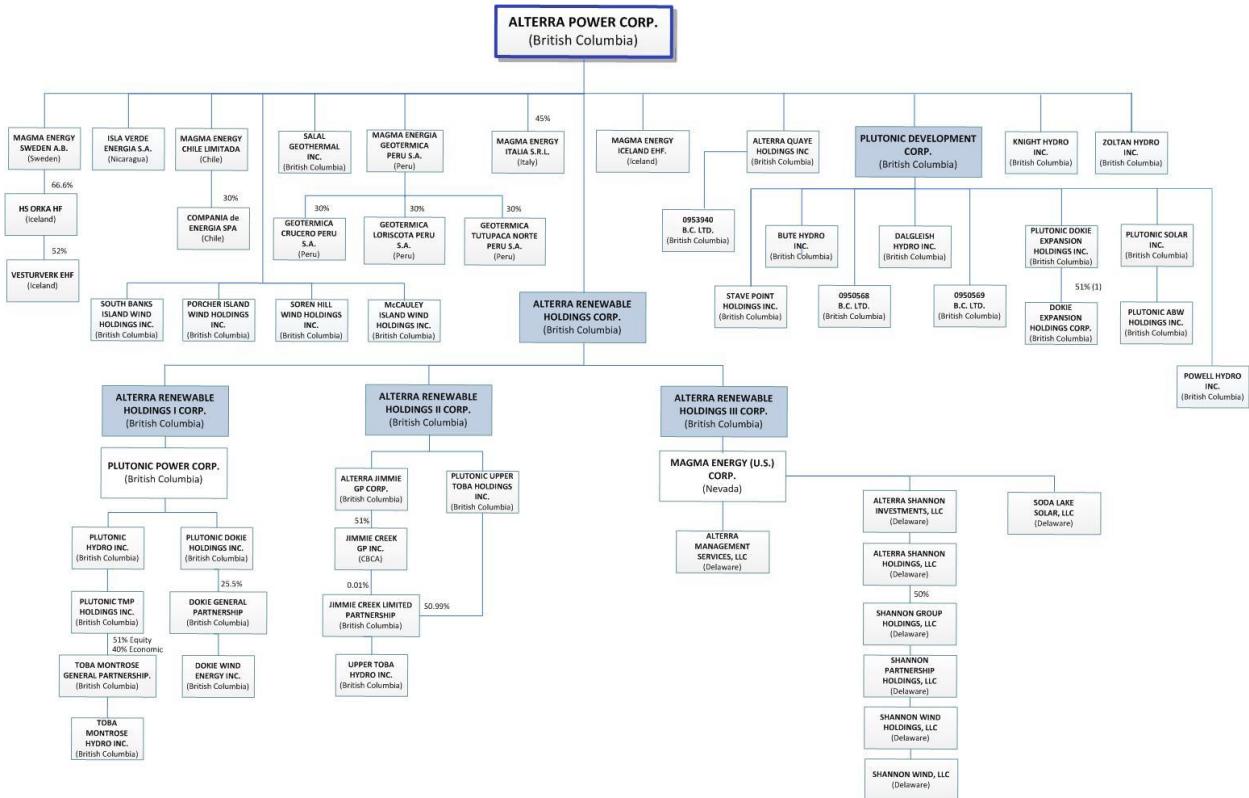 ALTERRA POWER CORP.
(British Columbia)
MAGMA ENERGY
SWEDEN A.B.
(Sweden)
ISLA VERDE
ENERGIA S.A.
(Nicaragua)
MAGMA ENERGY
CHILE LIMITADA
(Chile)
SALAL
GEOTHERMAL
INC.
(British Columbia)
MAGMA ENERGIA
GEOTERMICA
PERU S.A.
(Peru)
45%
MAGMA ENERGY
ITALIA S.R.L.
(Italy)
MAGMA ENERGY
ICELAND EHF.
(Iceland)
ALTERRA QUAYE
HOLDINGS INC
(British Columbia)
PLUTONIC DEVELOPMENT
CORP.
(British Columbia)
KNIGHT HYDRO
INC.
(British Columbia)
ZOLTAN HYDRO
INC.
(British Columbia)
66.6%
HS ORKA HF
(Iceland)
52%
VESTURVERK EHF
(Iceland)
30%
COMPANIA de
ENERGIA SPA
(Chile)
30%
GEOTERMICA
CRUCERO PERU
S.A.
(Peru)
30%
GEOTERMICA
LORISCOTA PERU
S.A.
(Peru)
30%
GEOTERMICA
TUTUPACA NORTE
PERU S.A.
(Peru)
0953940
B.C. LTD.
(British Columbia)
BUTE HYDRO
INC.
(British Columbia)
DALGLEISH
HYDRO INC.
(British Columbia)
PLUTONIC DOKIE
EXPANSION
HOLDINGS INC.
(British Columbia)
PLUTONIC SOLAR
INC.
(British Columbia)
SOUTH BANKS
ISLAND WIND
HOLDINGS INC.
(British Columbia)
PORCHER ISLAND
WIND HOLDINGS
INC.
(British Columbia)
SOREN HILL
WIND HOLDINGS
INC.
(British Columbia)
McCAULEY
ISLAND WIND
HOLDINGS INC.
(British Columbia)
ALTERRA RENEWABLE
HOLDINGS CORP.
(British Columbia)
STAVE POINT
HOLDINGS INC.
(British Columbia)
0950568
B.C. LTD.
(British Columbia)
0950569
B.C. LTD.
(British Columbia)
51% (1)
DOKIE
EXPANSION
HOLDINGS CORP.
(British Columbia)
PLUTONIC ABW
HOLDINGS INC.
(British Columbia)
POWELL HYDRO
INC.
(British Columbia)
ALTERRA RENEWABLE
HOLDINGS I CORP.
(British Columbia)
ALTERRA RENEWABLE
HOLDINGS II CORP.
(British Columbia)
ALTERRA RENEWABLE
HOLDINGS III CORP.
(British Columbia)
PLUTONIC POWER CORP.
(British Columbia)
PLUTONIC
HYDRO INC.
(British Columbia)
PLUTONIC TMP
HOLDINGS INC.
(British Columbia)
51% Equity
40% Economic
TOBA MONTROSE
GENERAL PARTNERSHIP.
(British Columbia)
TOBA
MONTROSE
HYDRO INC.
(British Columbia)
PLUTONIC DOKIE
HOLDINGS INC.
(British Columbia)
25.5%
DOKIE GENERAL
PARTNERSHIP
(British Columbia)
DOKIE WIND
ENERGY INC.
(British Columbia)
ALTERRA JIMMIE
GP CORP.
(British Columbia)
51%
JIMMIE CREEK
GP INC.
(CBCA)
0.01%
JIMMIE CREEK LIMITED
PARTNERSHIP
(British Columbia)
UPPER TOBA
HYDRO INC.
(British Columbia)
PLUTONIC UPPER
TOBA HOLDINGS
INC.
(British Columbia)
50.99%
MAGMA ENERGY (U.S.)
CORP.
(Nevada)
ALTERRA
MANAGEMENT
SERVICES, LLC
(Delaware)
ALTERRA SHANNON
INVESTMENTS, LLC
(Delaware)
SODA LAKE
SOLAR, LLC
(Delaware)
ALTERRA SHANNON
HOLDINGS, LLC
(Delaware)
50%
SHANNON GROUP
HOLDINGS, LLC
(Delaware)
SHANNON
PARTNERSHIP
HOLDINGS, LLC
(Delaware)
SHANNON WIND
HOLDINGS, LLC
(Delaware)
SHANNON WIND, LLC
(Delaware)